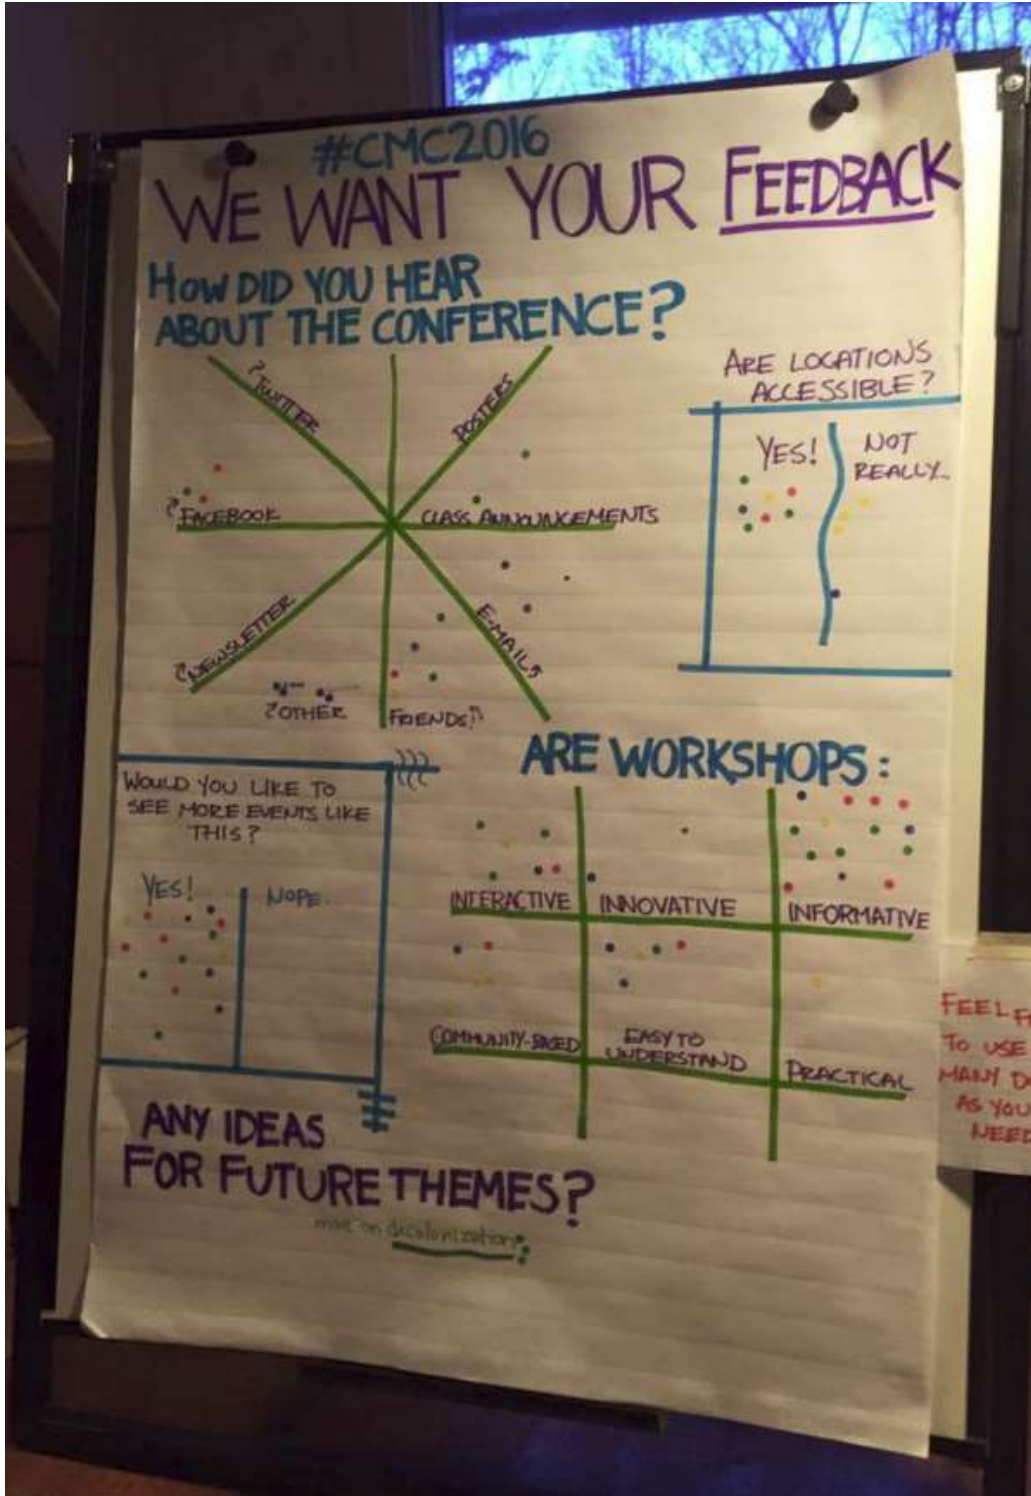 #CMC2016
WE WANT YOUR FEEDBACK
HOW DID YOU HEAR
ABOUT THE CONFERENCE?
TWITTER
POSTERS
FACEBOOK
CLASS ANNOUNCEMENTS
NEWSLETTER
E-MAIL
OTHER
FRIENDS!
ARE LOCATIONS
ACCESSIBLE?
YES!
NOT
REALLY...
WOULD YOU LIKE TO
SEE MORE EVENTS LIKE
THIS?
YES!
NOPE.
ARE WORKSHOPS:
INTERACTIVE
INNOVATIVE
INFORMATIVE
COMMUNITY-BASED
EASY TO
UNDERSTAND
PRACTICAL
ANY IDEAS
FOR FUTURE THEMES?
more on decolonization
FEEL
TO USE
MANY
AS YOU
NEED